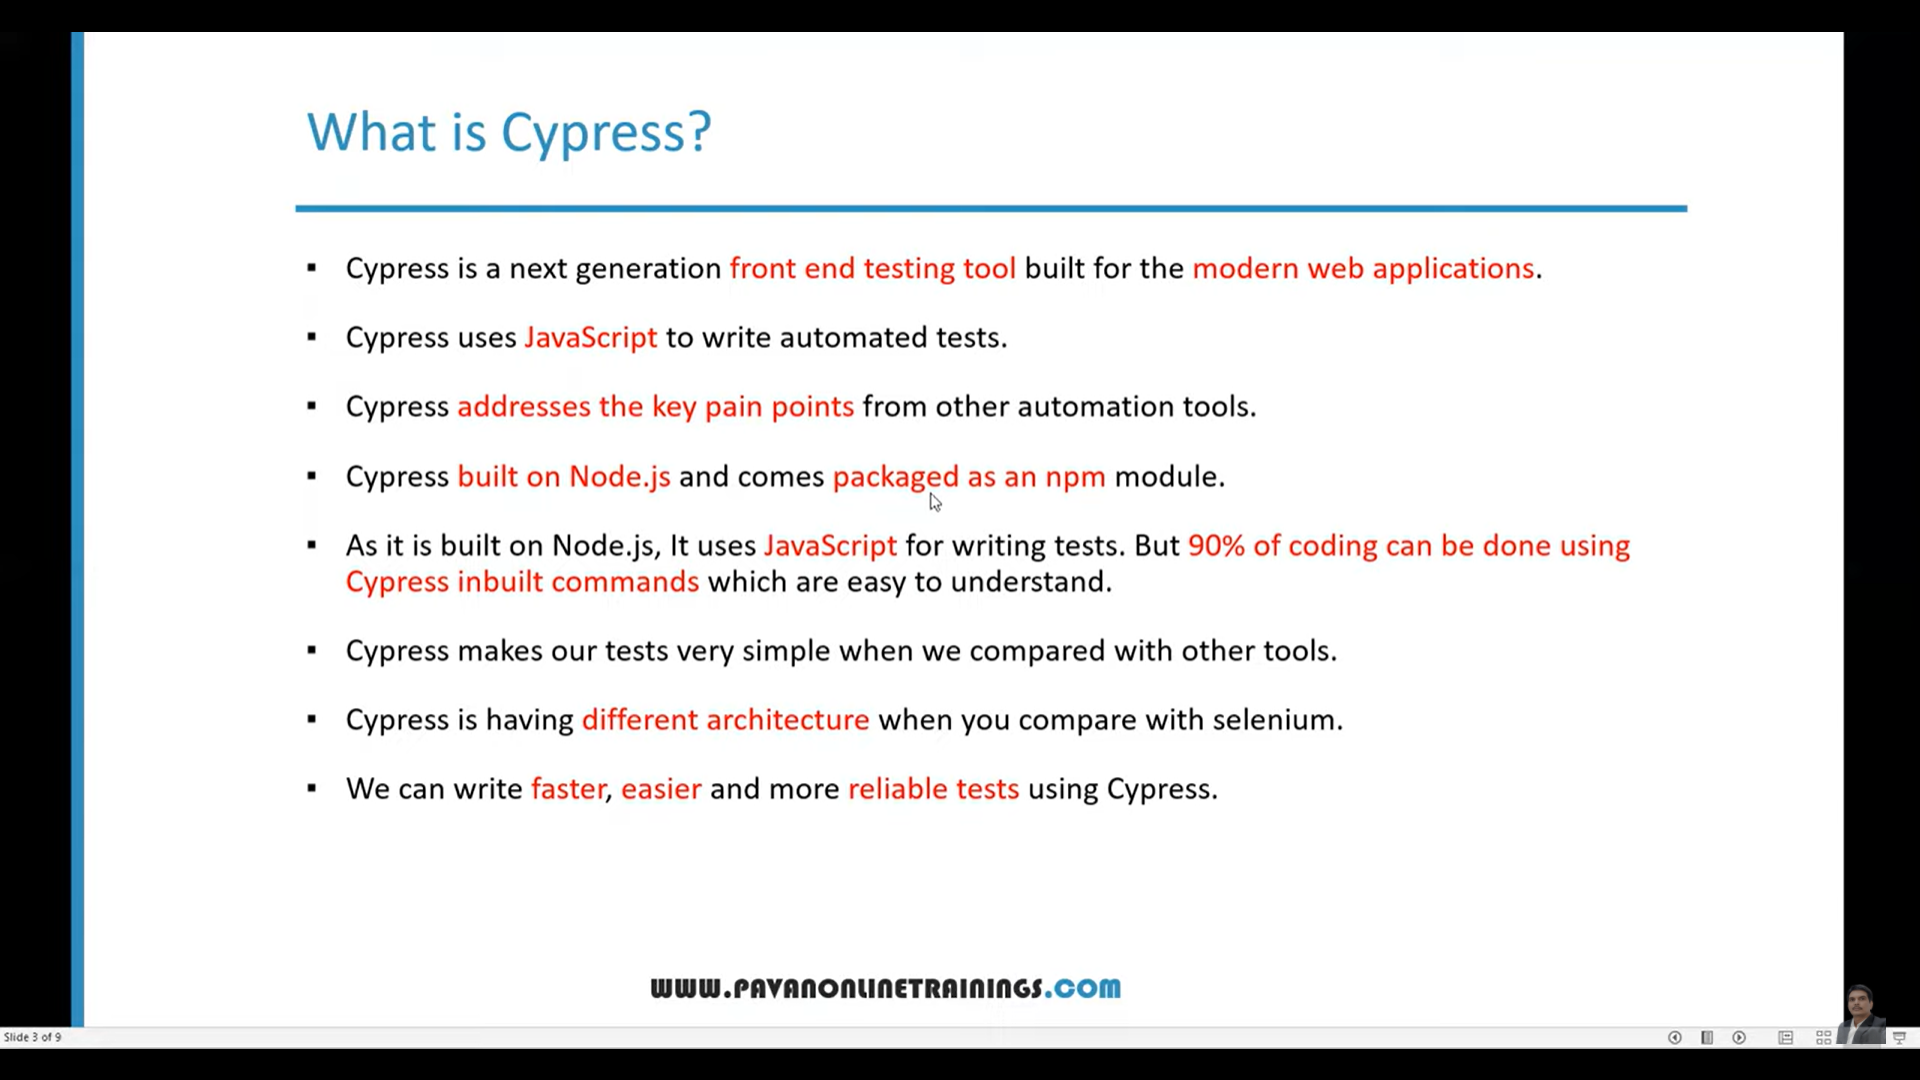 What is Cypress?
▪ Cypress is a next generation front end testing tool built for the modern web applications.
▪ Cypress uses JavaScript to write automated tests.
▪ Cypress addresses the key pain points from other automation tools.
▪ Cypress built on Node.js and comes packaged as an npm module.
▪ As it is built on Node.js, It uses JavaScript for writing tests. But 90% of coding can be done using
Cypress inbuilt commands which are easy to understand.
▪ Cypress makes our tests very simple when we compared with other tools.
▪ Cypress is having different architecture when you compare with selenium.
▪ We can write faster, easier and more reliable tests using Cypress.
WWW.PAVANONLINETRAININGS.COM
Slide 3 of 9